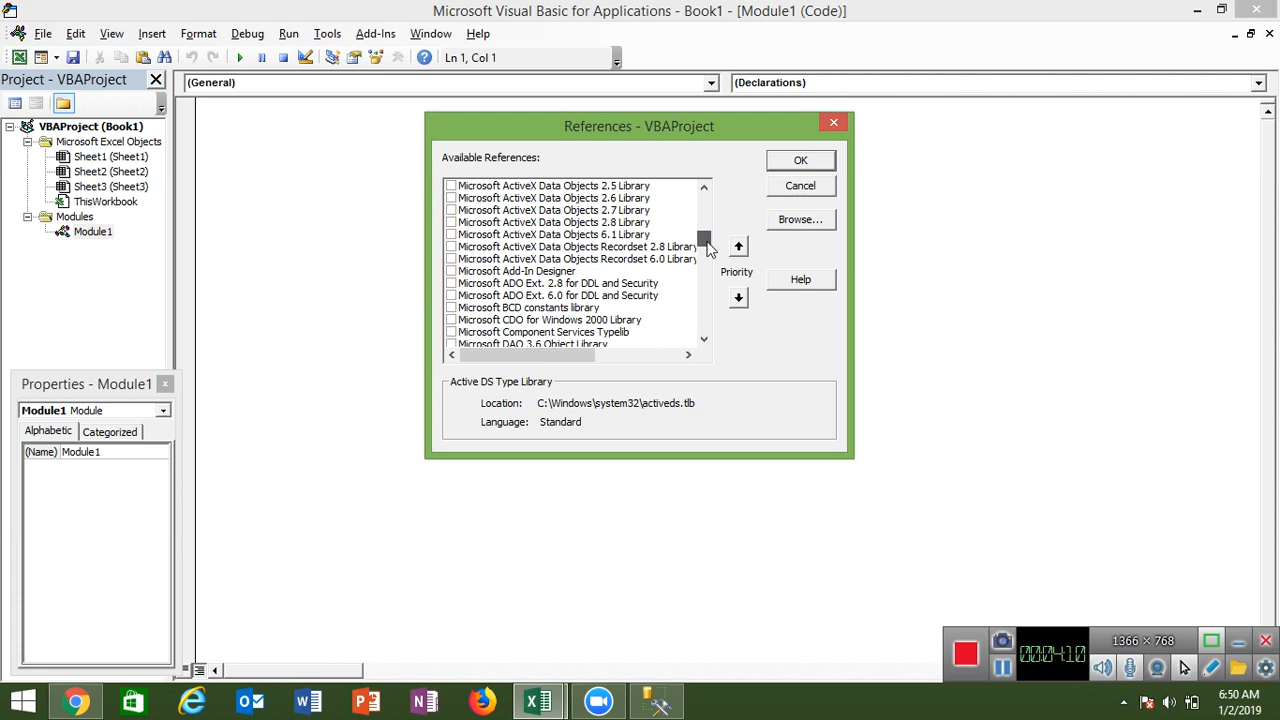 Microsoft Visual Basic for Applications - Book1 - [Module1 (Code)]
File Edit View Insert Format Debug Run Tools Add-Ins Window Help
Ln 1, Col 1
Project - VBAProject
(General)
(Declarations)
VBAProject (Book1)
Microsoft Excel Objects
Sheet1 (Sheet1)
Sheet2 (Sheet2)
Sheet3 (Sheet3)
ThisWorkbook
Modules
Module1
References - VBAProject
Available References:
Microsoft ActiveX Data Objects 2.5 Library
Microsoft ActiveX Data Objects 2.6 Library
Microsoft ActiveX Data Objects 2.7 Library
Microsoft ActiveX Data Objects 2.8 Library
Microsoft ActiveX Data Objects 6.1 Library
Microsoft ActiveX Data Objects Recordset 2.8 Library
Microsoft ActiveX Data Objects Recordset 6.0 Library
Microsoft Add-In Designer
Microsoft ADO Ext. 2.8 for DDL and Security
Microsoft ADO Ext. 6.0 for DDL and Security
Microsoft BCD constants library
Microsoft CDO for Windows 2000 Library
Microsoft Component Services Typelib
Microsoft DAO 3.6 Object Library
OK
Cancel
Browse...
Priority
Help
Active DS Type Library
Location: C:\Windows\system32\activeds.tlb
Language: Standard
Properties - Module1
Module1 Module
Alphabetic Categorized
(Name) Module1
1366 × 768
00:04:10
6:50 AM
1/2/2019